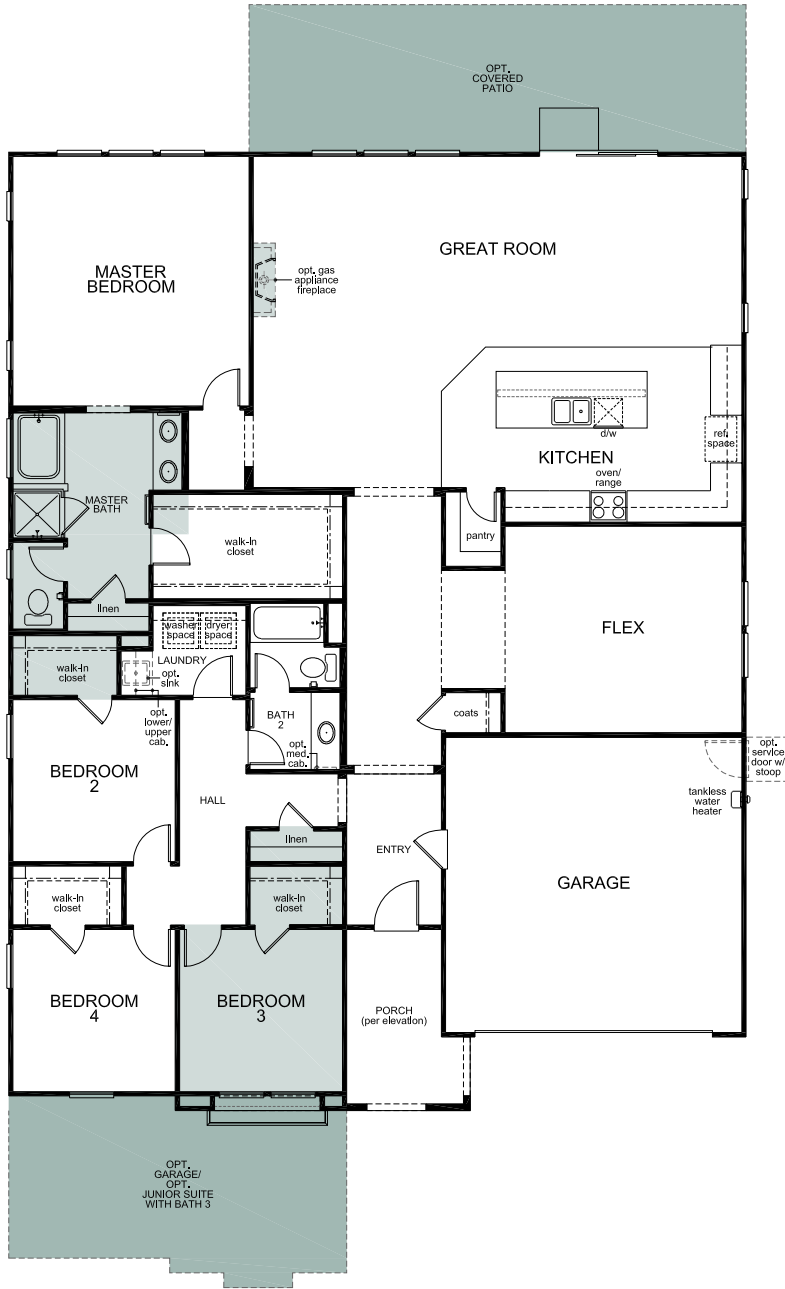 OPT.
COVERED
PATIO
GREAT ROOM
MASTER
BEDROOM
opt. gas
appliance
fireplace
d/w
ref.
space
KITCHEN
oven/
range
MASTER
BATH
walk-in
closet
pantry
linen
washer
space
dryer
space
FLEX
LAUNDRY
opt.
sink
walk-in
closet
opt.
lower/
upper
cab.
BATH
2
opt.
med.
cab.
coats
BEDROOM
2
opt.
service
door w/
stoop
tankless
water
heater
HALL
linen
ENTRY
GARAGE
walk-in
closet
walk-in
closet
BEDROOM
4
BEDROOM
3
PORCH
(per elevation)
OPT.
GARAGE/
OPT.
JUNIOR SUITE
WITH BATH 3